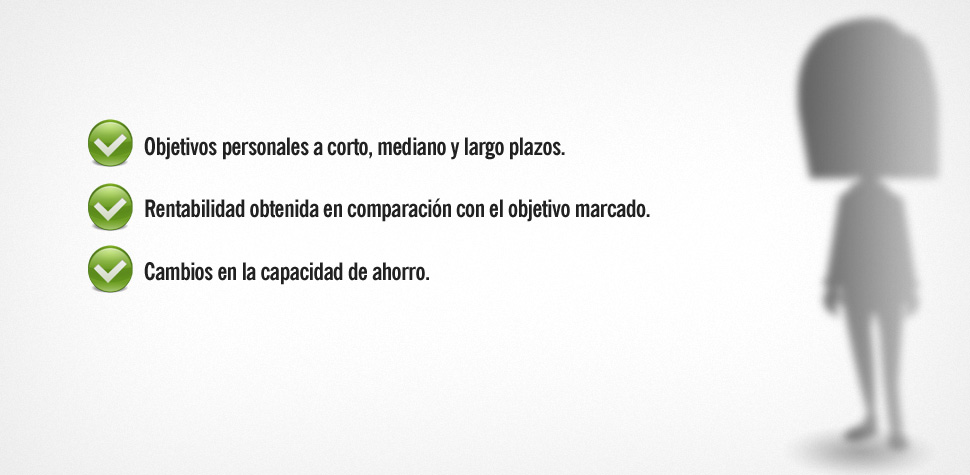 Objetivos personales a corto, mediano y largo plazos.
Rentabilidad obtenida en comparación con el objetivo marcado.
Cambios en la capacidad de ahorro.